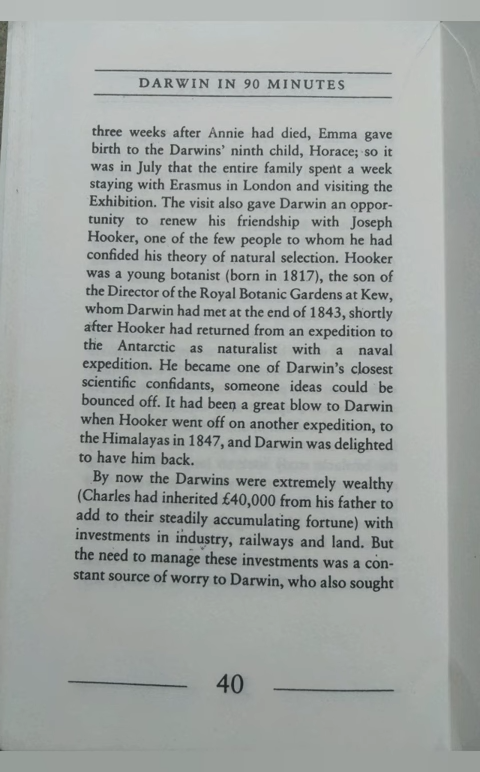 DARWIN IN 90 MINUTES
three weeks after Annie had died, Emma gave
birth to the Darwins' ninth child, Horace; so it
was in July that the entire family spent a week
staying with Erasmus in London and visiting the
Exhibition. The visit also gave Darwin an oppor-
tunity to renew his friendship with Joseph
Hooker, one of the few people to whom he had
confided his theory of natural selection. Hooker
was a young botanist (born in 1817), the son of
the Director of the Royal Botanic Gardens at Kew,
whom Darwin had met at the end of 1843, shortly
after Hooker had returned from an expedition to
the Antarctic as naturalist with a naval
expedition. He became one of Darwin's closest
scientific confidants, someone ideas could be
bounced off. It had been a great blow to Darwin
when Hooker went off on another expedition, to
the Himalayas in 1847, and Darwin was delighted
to have him back.
By now the Darwins were extremely wealthy
(Charles had inherited £40,000 from his father to
add to their steadily accumulating fortune) with
investments in industry, railways and land. But
the need to manage these investments was a con-
stant source of worry to Darwin, who also sought
40